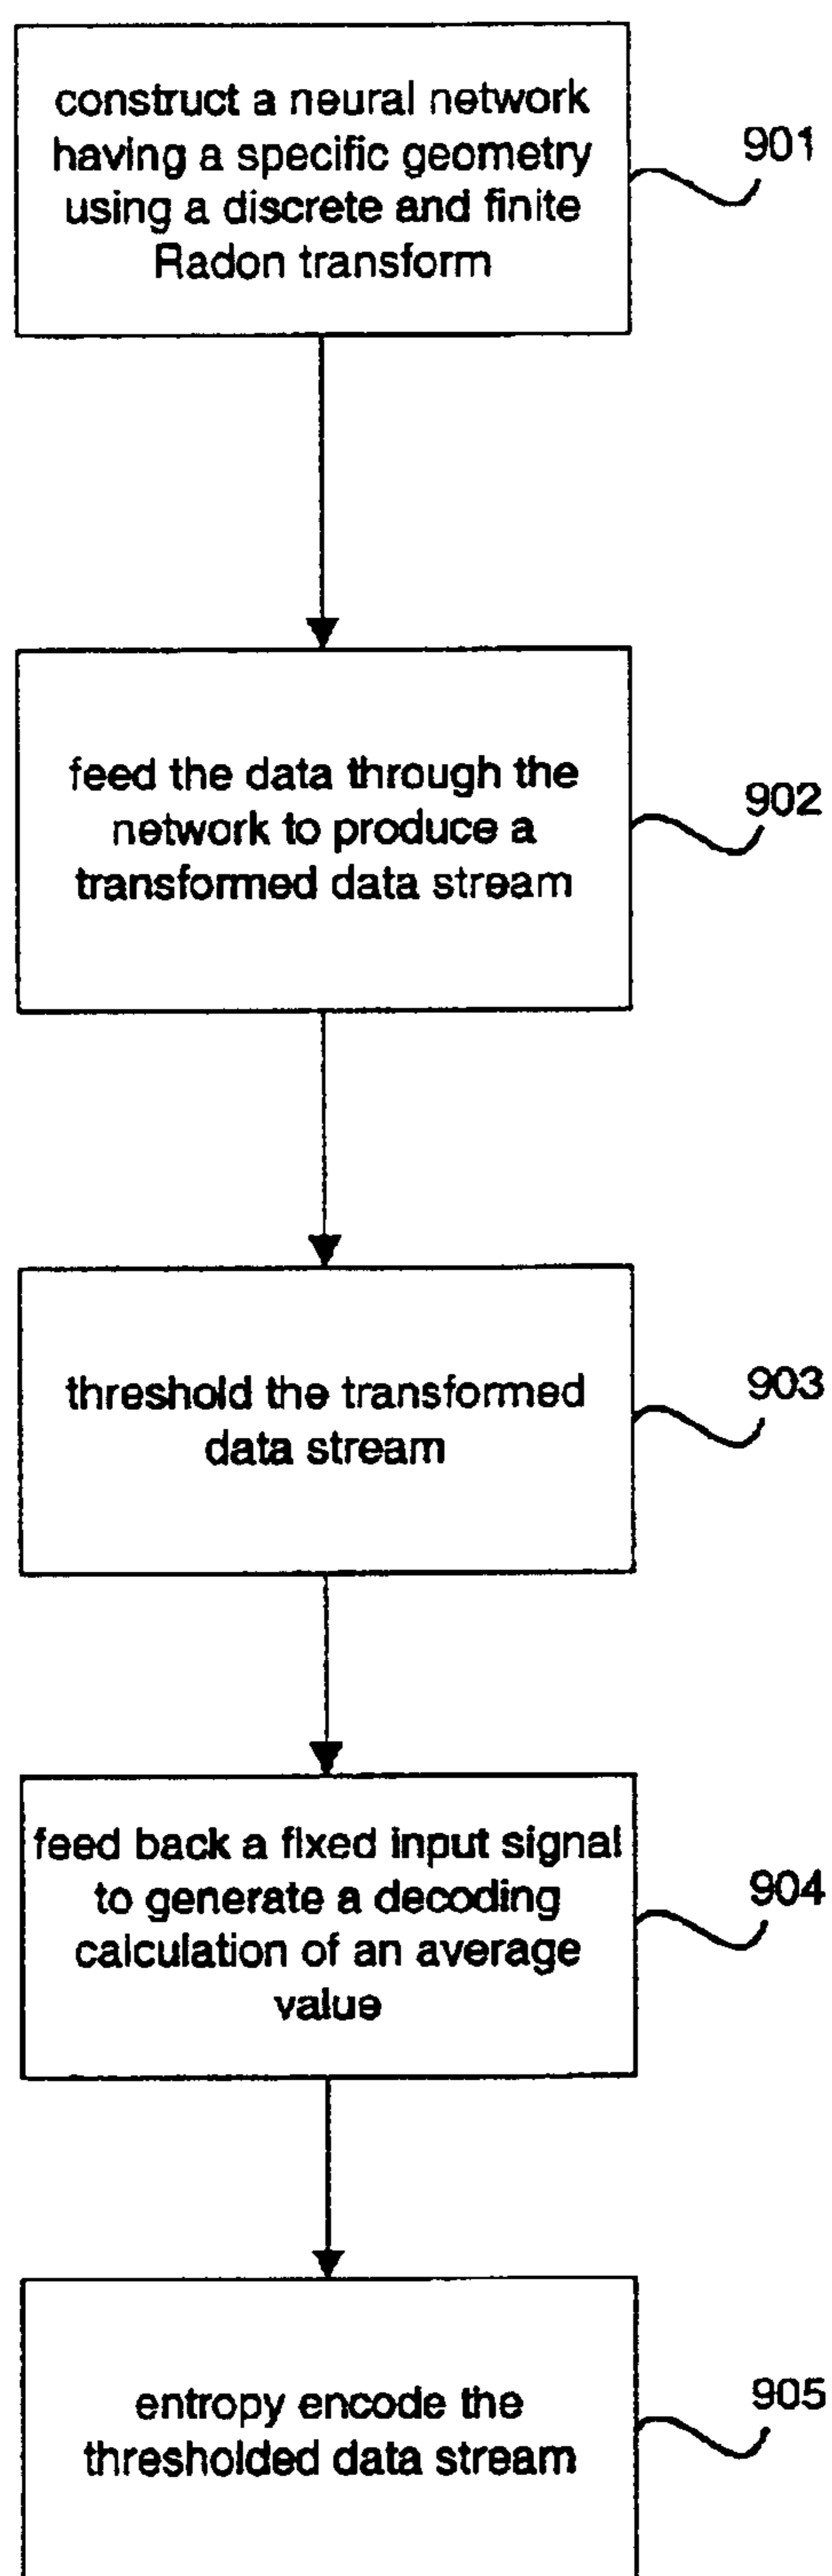 construct a neural network
having a specific geometry
using a discrete and finite
Radon transform
901
feed the data through the
network to produce a
transformed data stream
902
threshold the transformed
data stream
903
feed back a fixed input signal
to generate a decoding
calculation of an average
value
904
entropy encode the
thresholded data stream
905